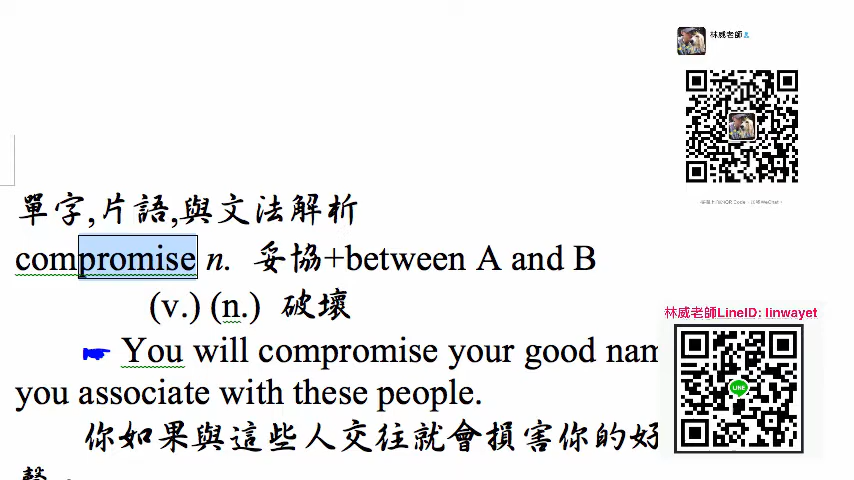 林威老師
單字,片語,與文法解析
compromise n. 妥協+between A and B
(v.) (n.) 破壞
林威老師LineID: linwayet
☛ You will compromise your good nam
you associate with these people.
LINE
你如果與這些人交往就會損害你的好